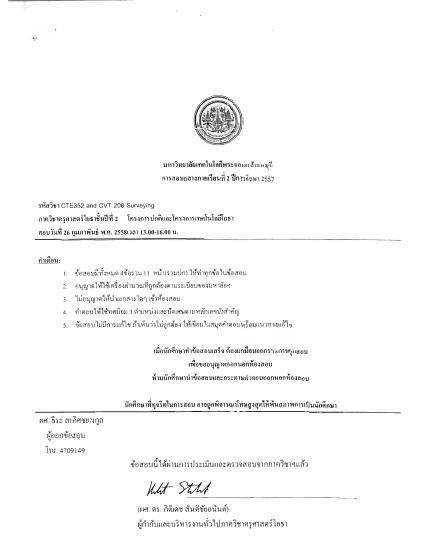 มหาวิทยาลัยเทคโนโลยีพระจอมเกล้าธนบุรี
การสอบกลางภาคเรียนที่ 2 ปีการศึกษา 2557
รหัสวิชา CTE352 and CVT 208 Surveying
ภาควิชาครุศาสตร์โยธาชั้นปีที่ 2 โครงการปกติและโครงการเทคโนโลยีโยธา
สอบวันที่ 26 กุมภาพันธ์ พ.ศ. 2558เวลา 13.00-16.00 น.
คำเตือน:
1. ข้อสอบมีทั้งหมด 4ข้อรวม 11 หน้า(รวมปก) ให้ทำทุกข้อในข้อสอบ
2. อนุญาตให้ใช้เครื่องคำนวณที่ถูกต้องตามระเบียบของมหาลัยฯ
3. ไม่อนุญาตให้นำเอกสารใดๆ เข้าห้องสอบ
4. คำตอบให้ใช้ทศนิยม 3 ตำแหน่งและปัดเศษตามหลักเลขนัยสำคัญ
5. ข้อสอบไม่มีการแก้ไข ถ้าเห็นว่าไม่ถูกต้อง ให้เขียนในสมุดคำตอบพร้อมแนวทางแก้ไข
เมื่อนักศึกษาทำข้อสอบเสร็จ ต้องยกมือบอกกรรมการคุมสอบ
เพื่อขออนุญาตออกนอกห้องสอบ
ห้ามนักศึกษานำข้อสอบและกระดาษคำตอบออกนอกห้องสอบ
นักศึกษาที่ทุจริตในการสอบ อาจถูกพิจารณาโทษสูงสุดให้พ้นสภาพการเป็นนักศึกษา
ผศ. ธีระ
ผู้ออกข้อสอบ
โทร. 4709149
ข้อสอบนี้ได้ผ่านการประเมินและตรวจสอบจากภาควิชาฯแล้ว
(ผศ. ดร. กิติเดช สันติชัยอนันต์)
ผู้กำกับและบริหารงานทั่วไปภาควิชาครุศาสตร์โยธา